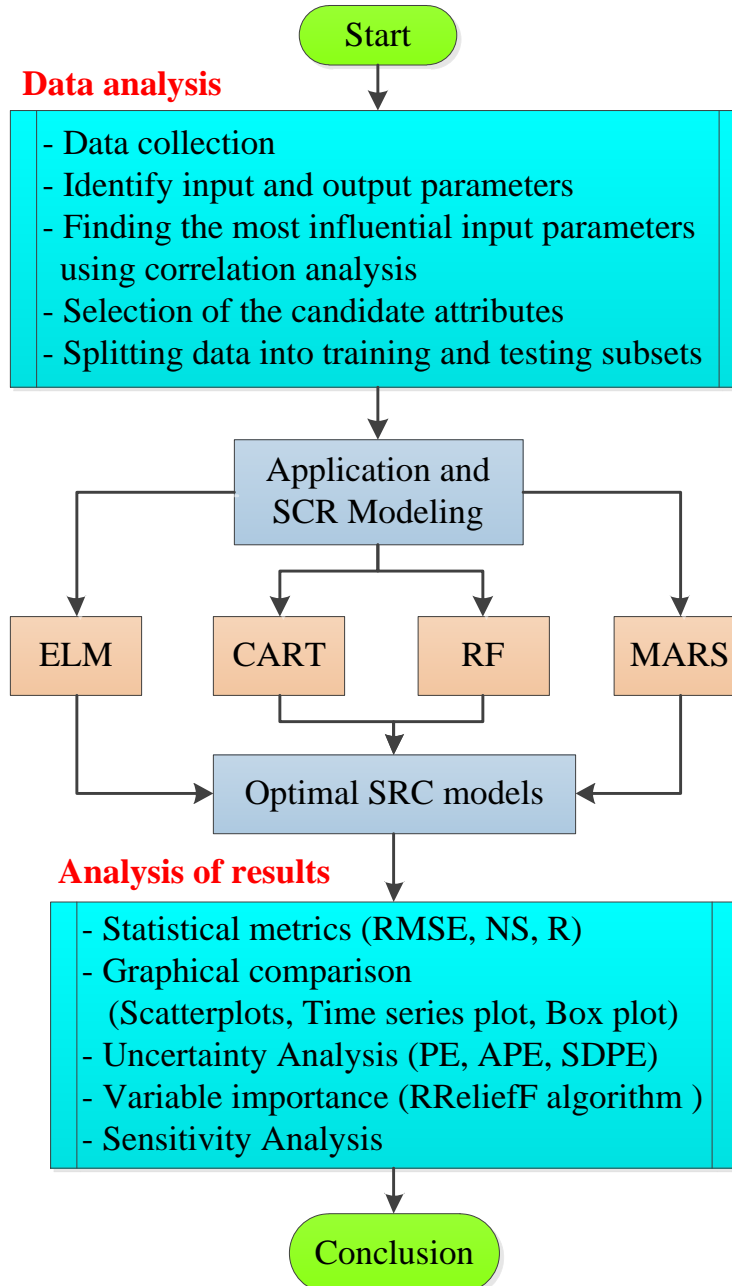 Start
Data analysis
- Data collection
- Identify input and output parameters
- Finding the most influential input parameters
using correlation analysis
- Selection of the candidate attributes
- Splitting data into training and testing subsets
Application and
SCR Modeling
ELM
CART
RF
MARS
Optimal SRC models
Analysis of results
- Statistical metrics (RMSE, NS, R)
- Graphical comparison
(Scatterplots, Time series plot, Box plot)
- Uncertainty Analysis (PE, APE, SDPE)
- Variable importance (RReliefF algorithm )
- Sensitivity Analysis
Conclusion